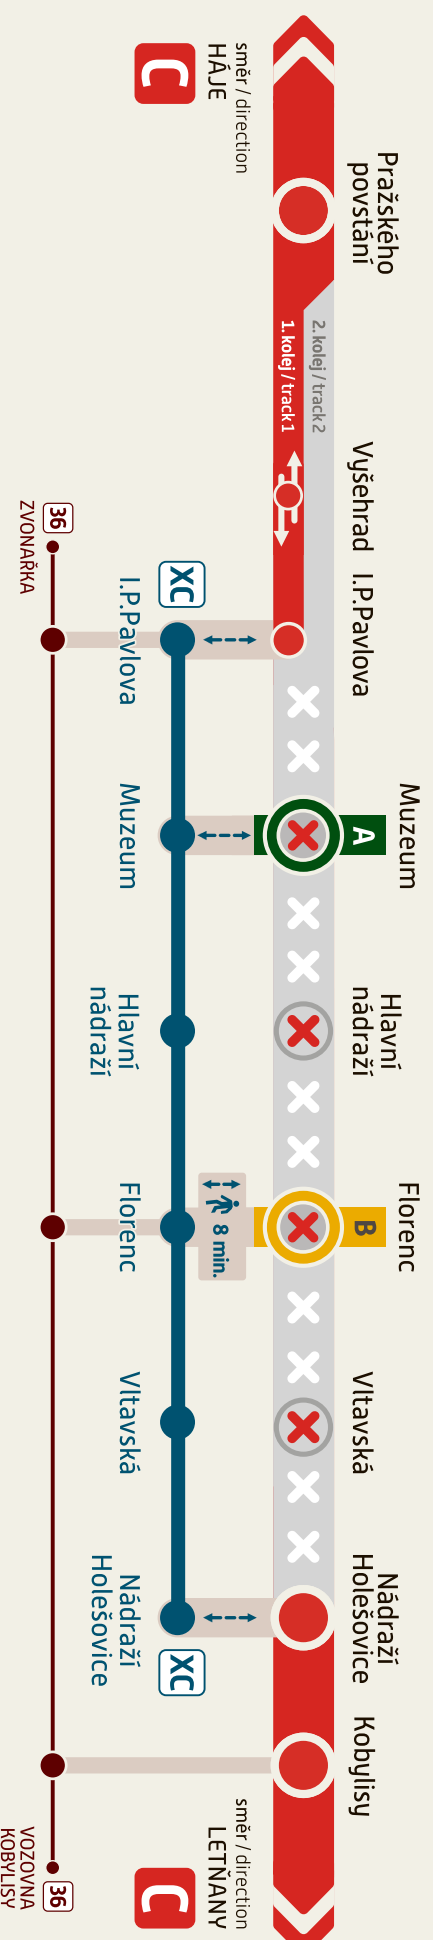 Pražského
povstání
Vyšehrad
I.P.Pavlova
Muzeum
Hlavní
nádraží
Florenc
Vltavská
Nádraží
Holešovice
Kobylisy
A
B
směr / direction
HÁJE
C
2. kolej / track 2
1. kolej / track 1
8 min.
směr / direction
LETŇANY
C
XC
I.P.Pavlova
Muzeum
Hlavní
nádraží
Florenc
Vltavská
Nádraží
Holešovice
XC
36
ZVONAŘKA
36
VOZOVNA
KOBYLISY